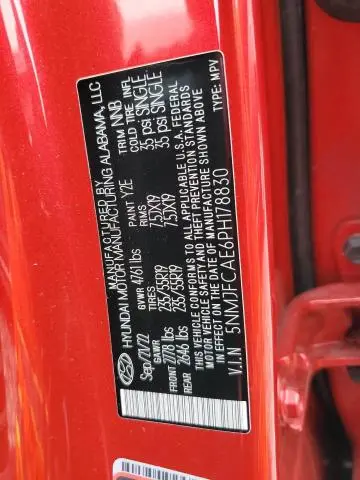 MANUFACTURED BY
HYUNDAI MOTOR MANUFACTURING ALABAMA, LLC
Sep/21/22 PAINT Y2E TRIM NNB
GVWR 4761 lbs
GAWR TIRES RIMS COLD TIRE INFL
FRONT 2778 lbs 235/55R19 7.5JX19 35 psi SINGLE
REAR 2646 lbs 235/55R19 7.5JX19 35 psi SINGLE
THIS VEHICLE CONFORMS TO ALL APPLICABLE U.S.A. FEDERAL
MOTOR VEHICLE SAFETY AND THEFT PREVENTION STANDARDS
IN EFFECT ON THE DATE OF MANUFACTURE SHOWN ABOVE
V.I.N 5NMJFCAE6PH178830 TYPE: MPV